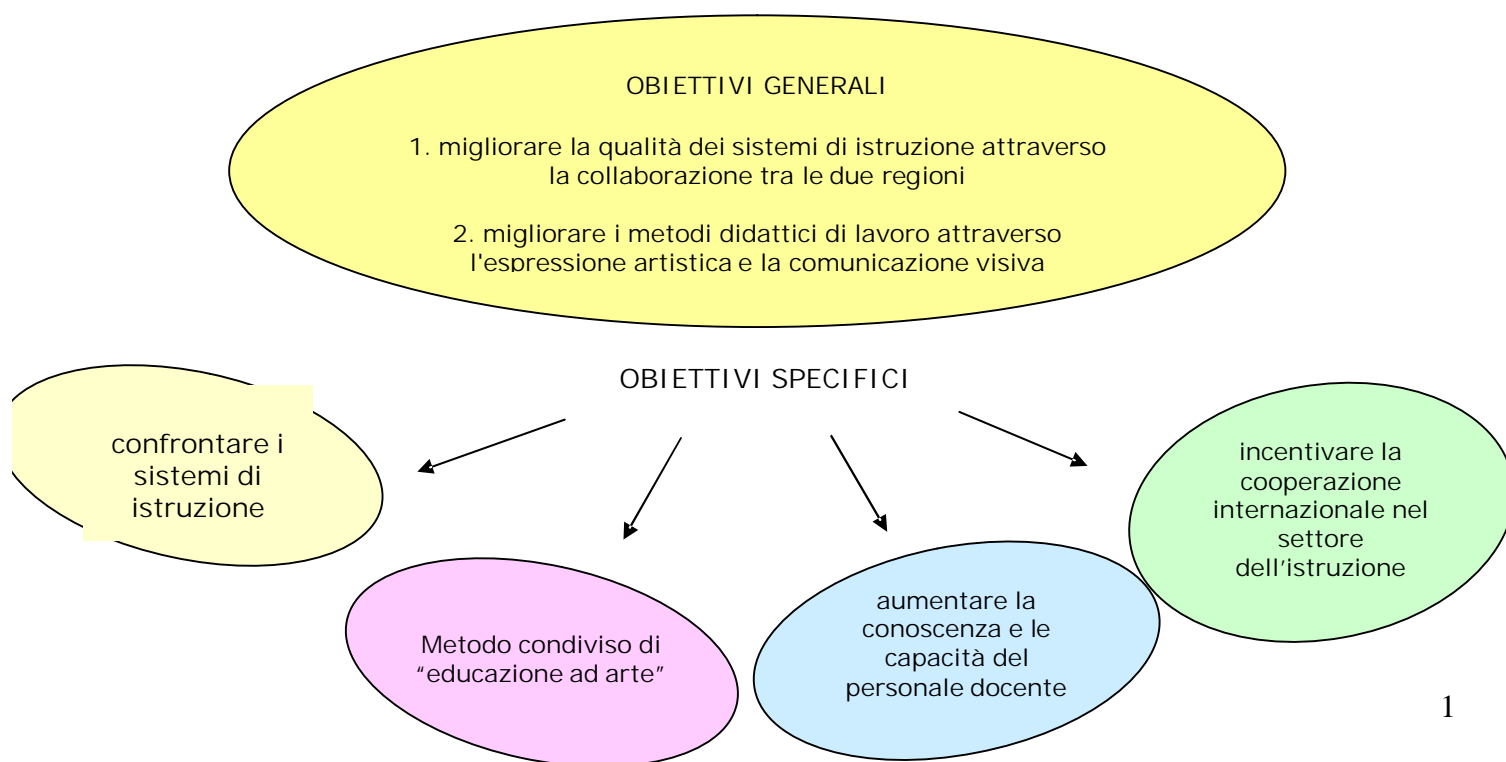 OBIETTIVI GENERALI
1. migliorare la qualità dei sistemi di istruzione attraverso
la collaborazione tra le due regioni
2. migliorare i metodi didattici di lavoro attraverso
l'espressione artistica e la comunicazione visiva
OBIETTIVI SPECIFICI
confrontare i
sistemi di
istruzione
Metodo condiviso di
“educazione ad arte”
aumentare la
conoscenza e le
capacità del
personale docente
incentivare la
cooperazione
internazionale nel
settore
dell’istruzione
1